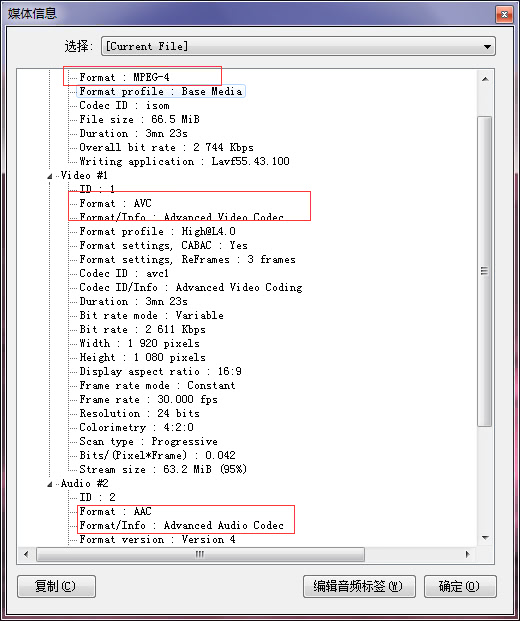 媒体信息
选择: [Current File]
Format : MPEG-4
Format profile : Base Media
Codec ID : isom
File size : 66.5 MiB
Duration : 3mn 23s
Overall bit rate : 2 744 Kbps
Writing application : Lavf55.43.100
Video #1
ID : 1
Format : AVC
Format/Info : Advanced Video Codec
Format profile : High@L4.0
Format settings, CABAC : Yes
Format settings, ReFrames : 3 frames
Codec ID : avc1
Codec ID/Info : Advanced Video Coding
Duration : 3mn 23s
Bit rate mode : Variable
Bit rate : 2 611 Kbps
Width : 1 920 pixels
Height : 1 080 pixels
Display aspect ratio : 16:9
Frame rate mode : Constant
Frame rate : 30.000 fps
Resolution : 24 bits
Colorimetry : 4:2:0
Scan type : Progressive
Bits/(Pixel*Frame) : 0.042
Stream size : 63.2 MiB (95%)
Audio #2
ID : 2
Format : AAC
Format/Info : Advanced Audio Codec
Format version : Version 4
复制(C) 编辑音频标签(W) 确定(O)